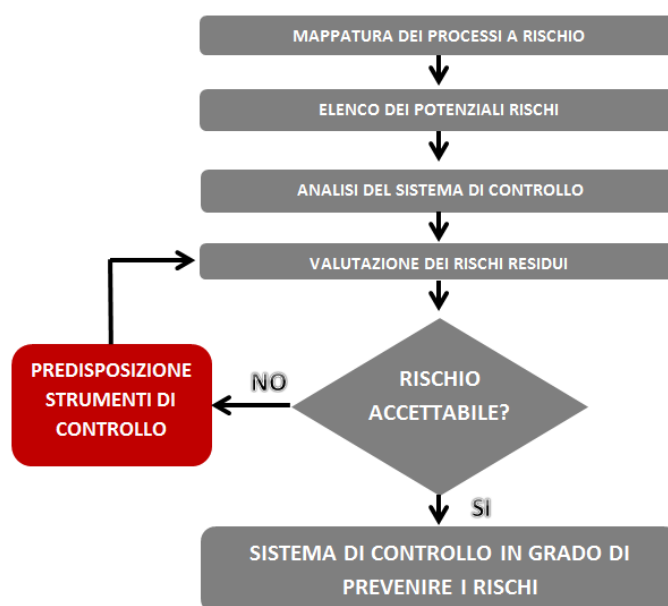 MAPPATURA DEI PROCESSI A RISCHIO
ELENCO DEI POTENZIALI RISCHI
ANALISI DEL SISTEMA DI CONTROLLO
VALUTAZIONE DEI RISCHI RESIDUI
PREDISPOSIZIONE
STRUMENTI DI
CONTROLLO
NO
RISCHIO
ACCETTABILE?
SI
SISTEMA DI CONTROLLO IN GRADO DI
PREVENIRE I RISCHI